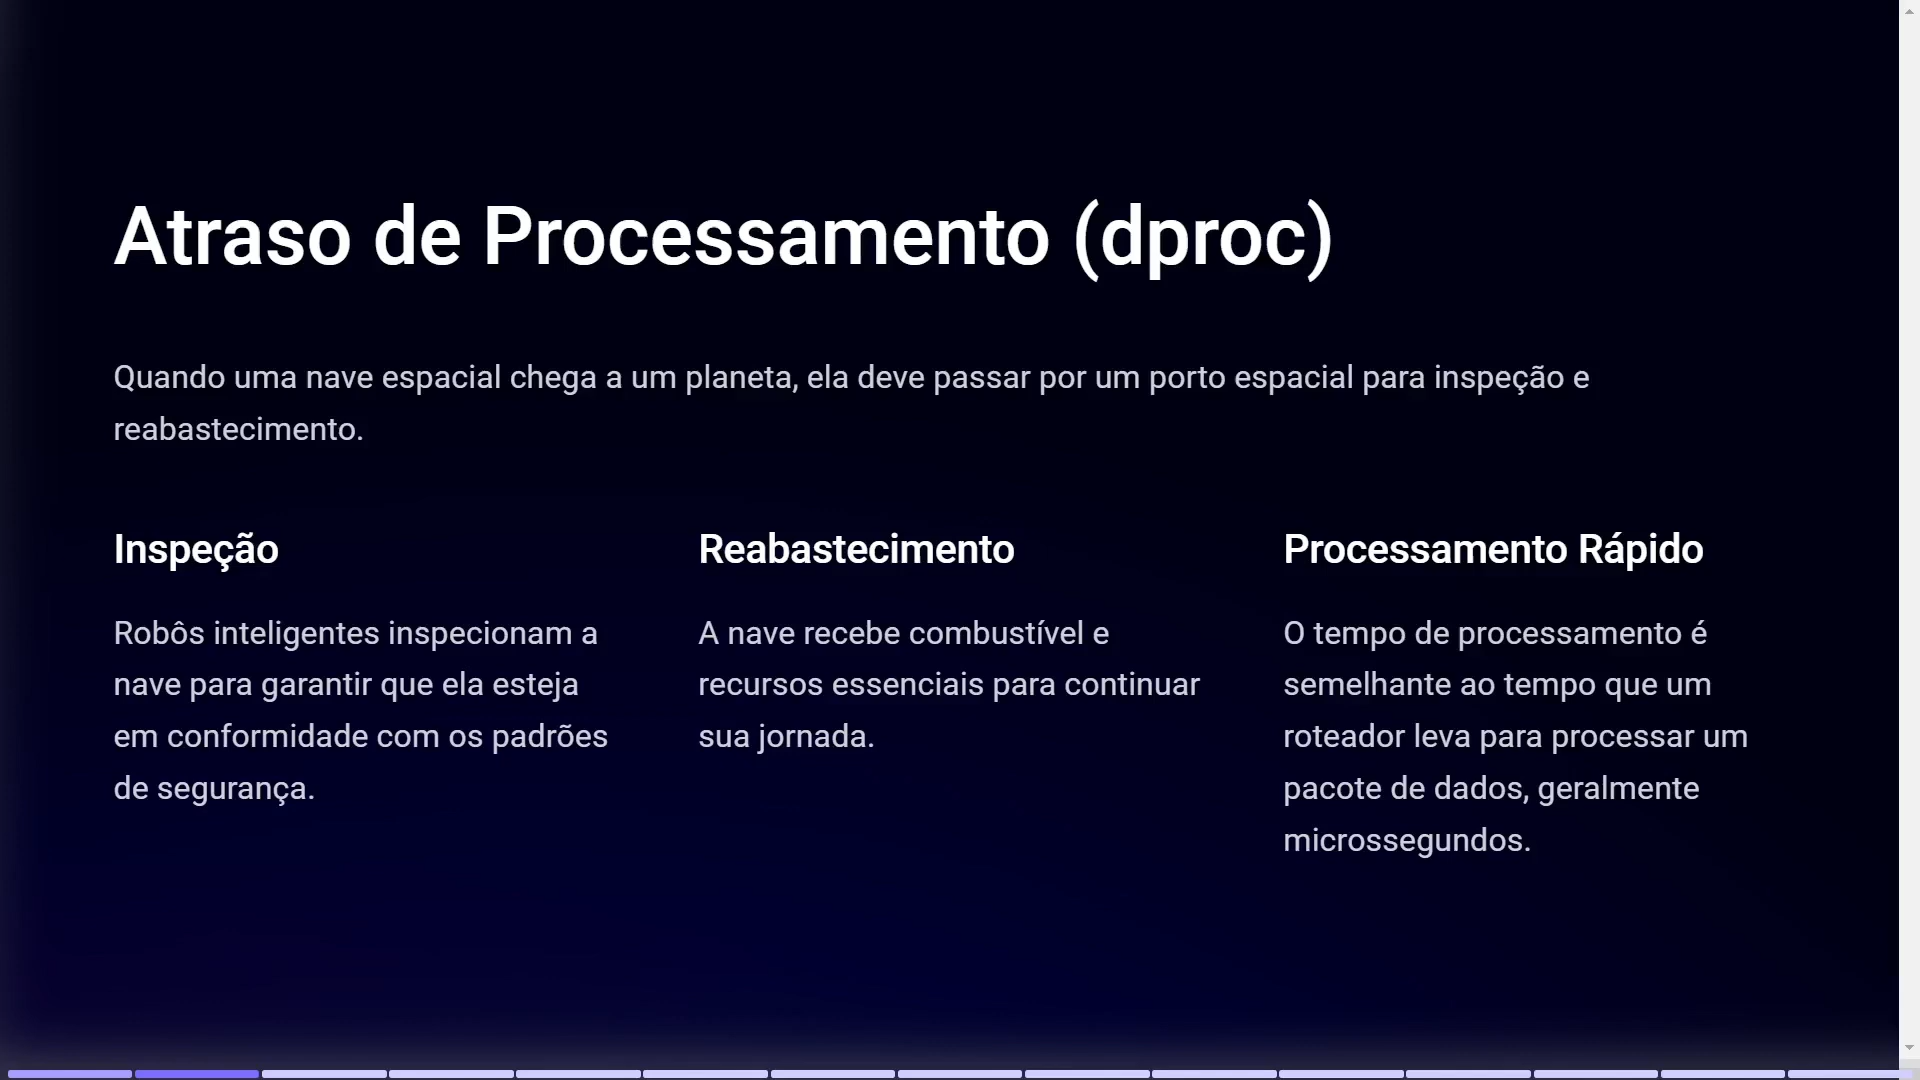 Atraso de Processamento (dproc)
Quando uma nave espacial chega a um planeta, ela deve passar por um porto espacial para inspeção e
reabastecimento.
Inspeção
Robôs inteligentes inspecionam a
nave para garantir que ela esteja
em conformidade com os padrões
de segurança.
Reabastecimento
A nave recebe combustível e
recursos essenciais para continuar
sua jornada.
Processamento Rápido
O tempo de processamento é
semelhante ao tempo que um
roteador leva para processar um
pacote de dados, geralmente
microssegundos.